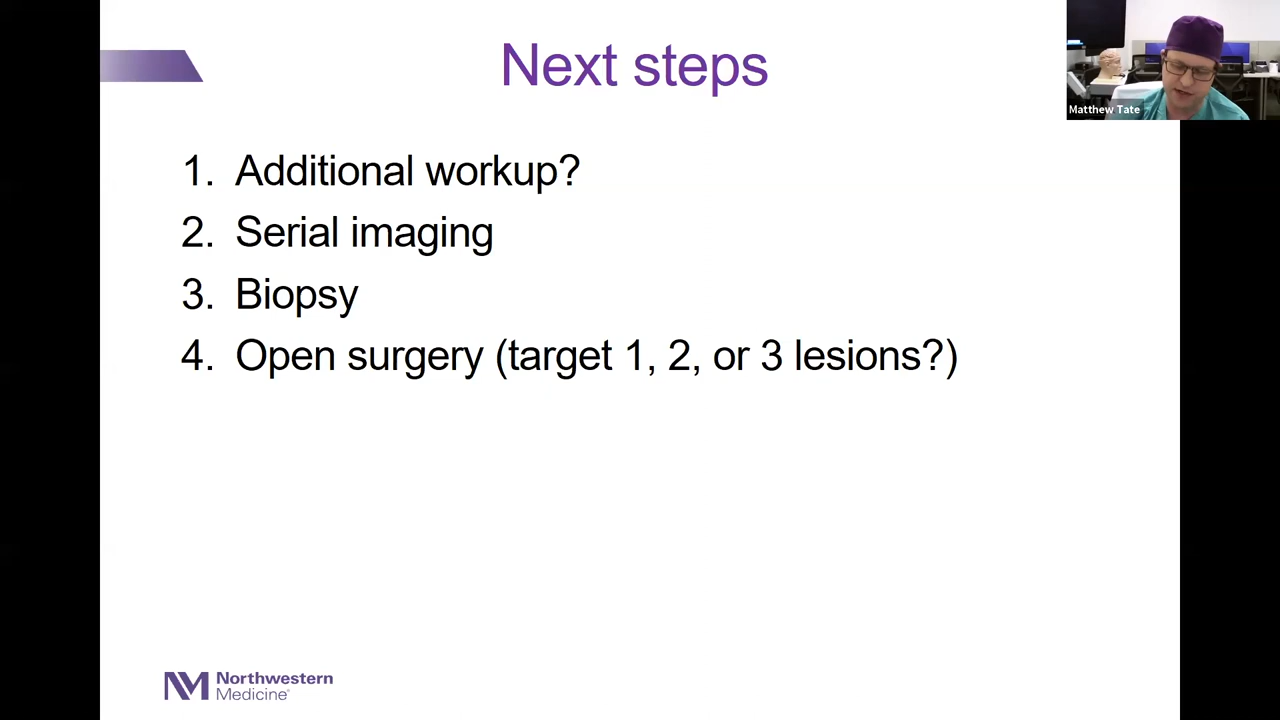 Next steps
Matthew Tate
1. Additional workup?
2. Serial imaging
3. Biopsy
4. Open surgery (target 1, 2, or 3 lesions?)
NM Northwestern
Medicine®